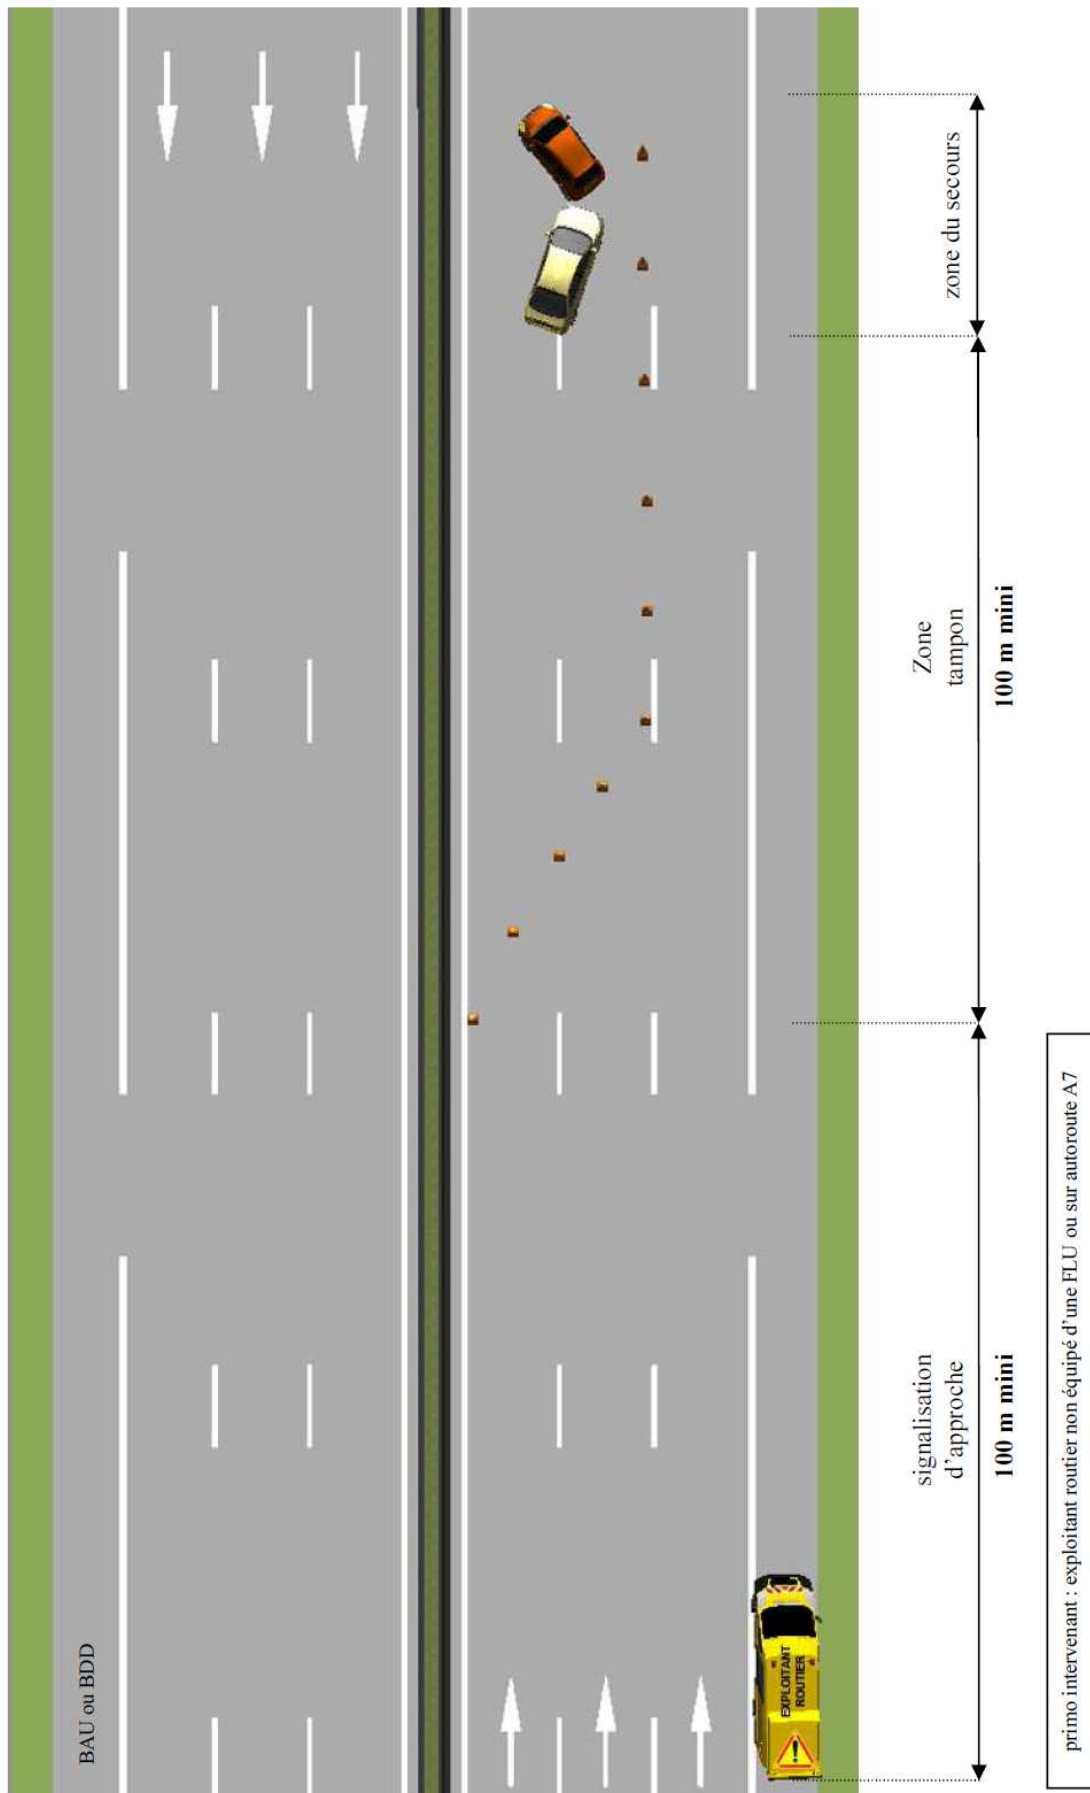 BAU ou BDD
EXPLOITANT
ROUTIER
signalisation
d'approche
100 m mini
Zone
tampon
100 m mini
zone du secours
primo intervenant : exploitant routier non équipé d'une FLU ou sur autoroute A7